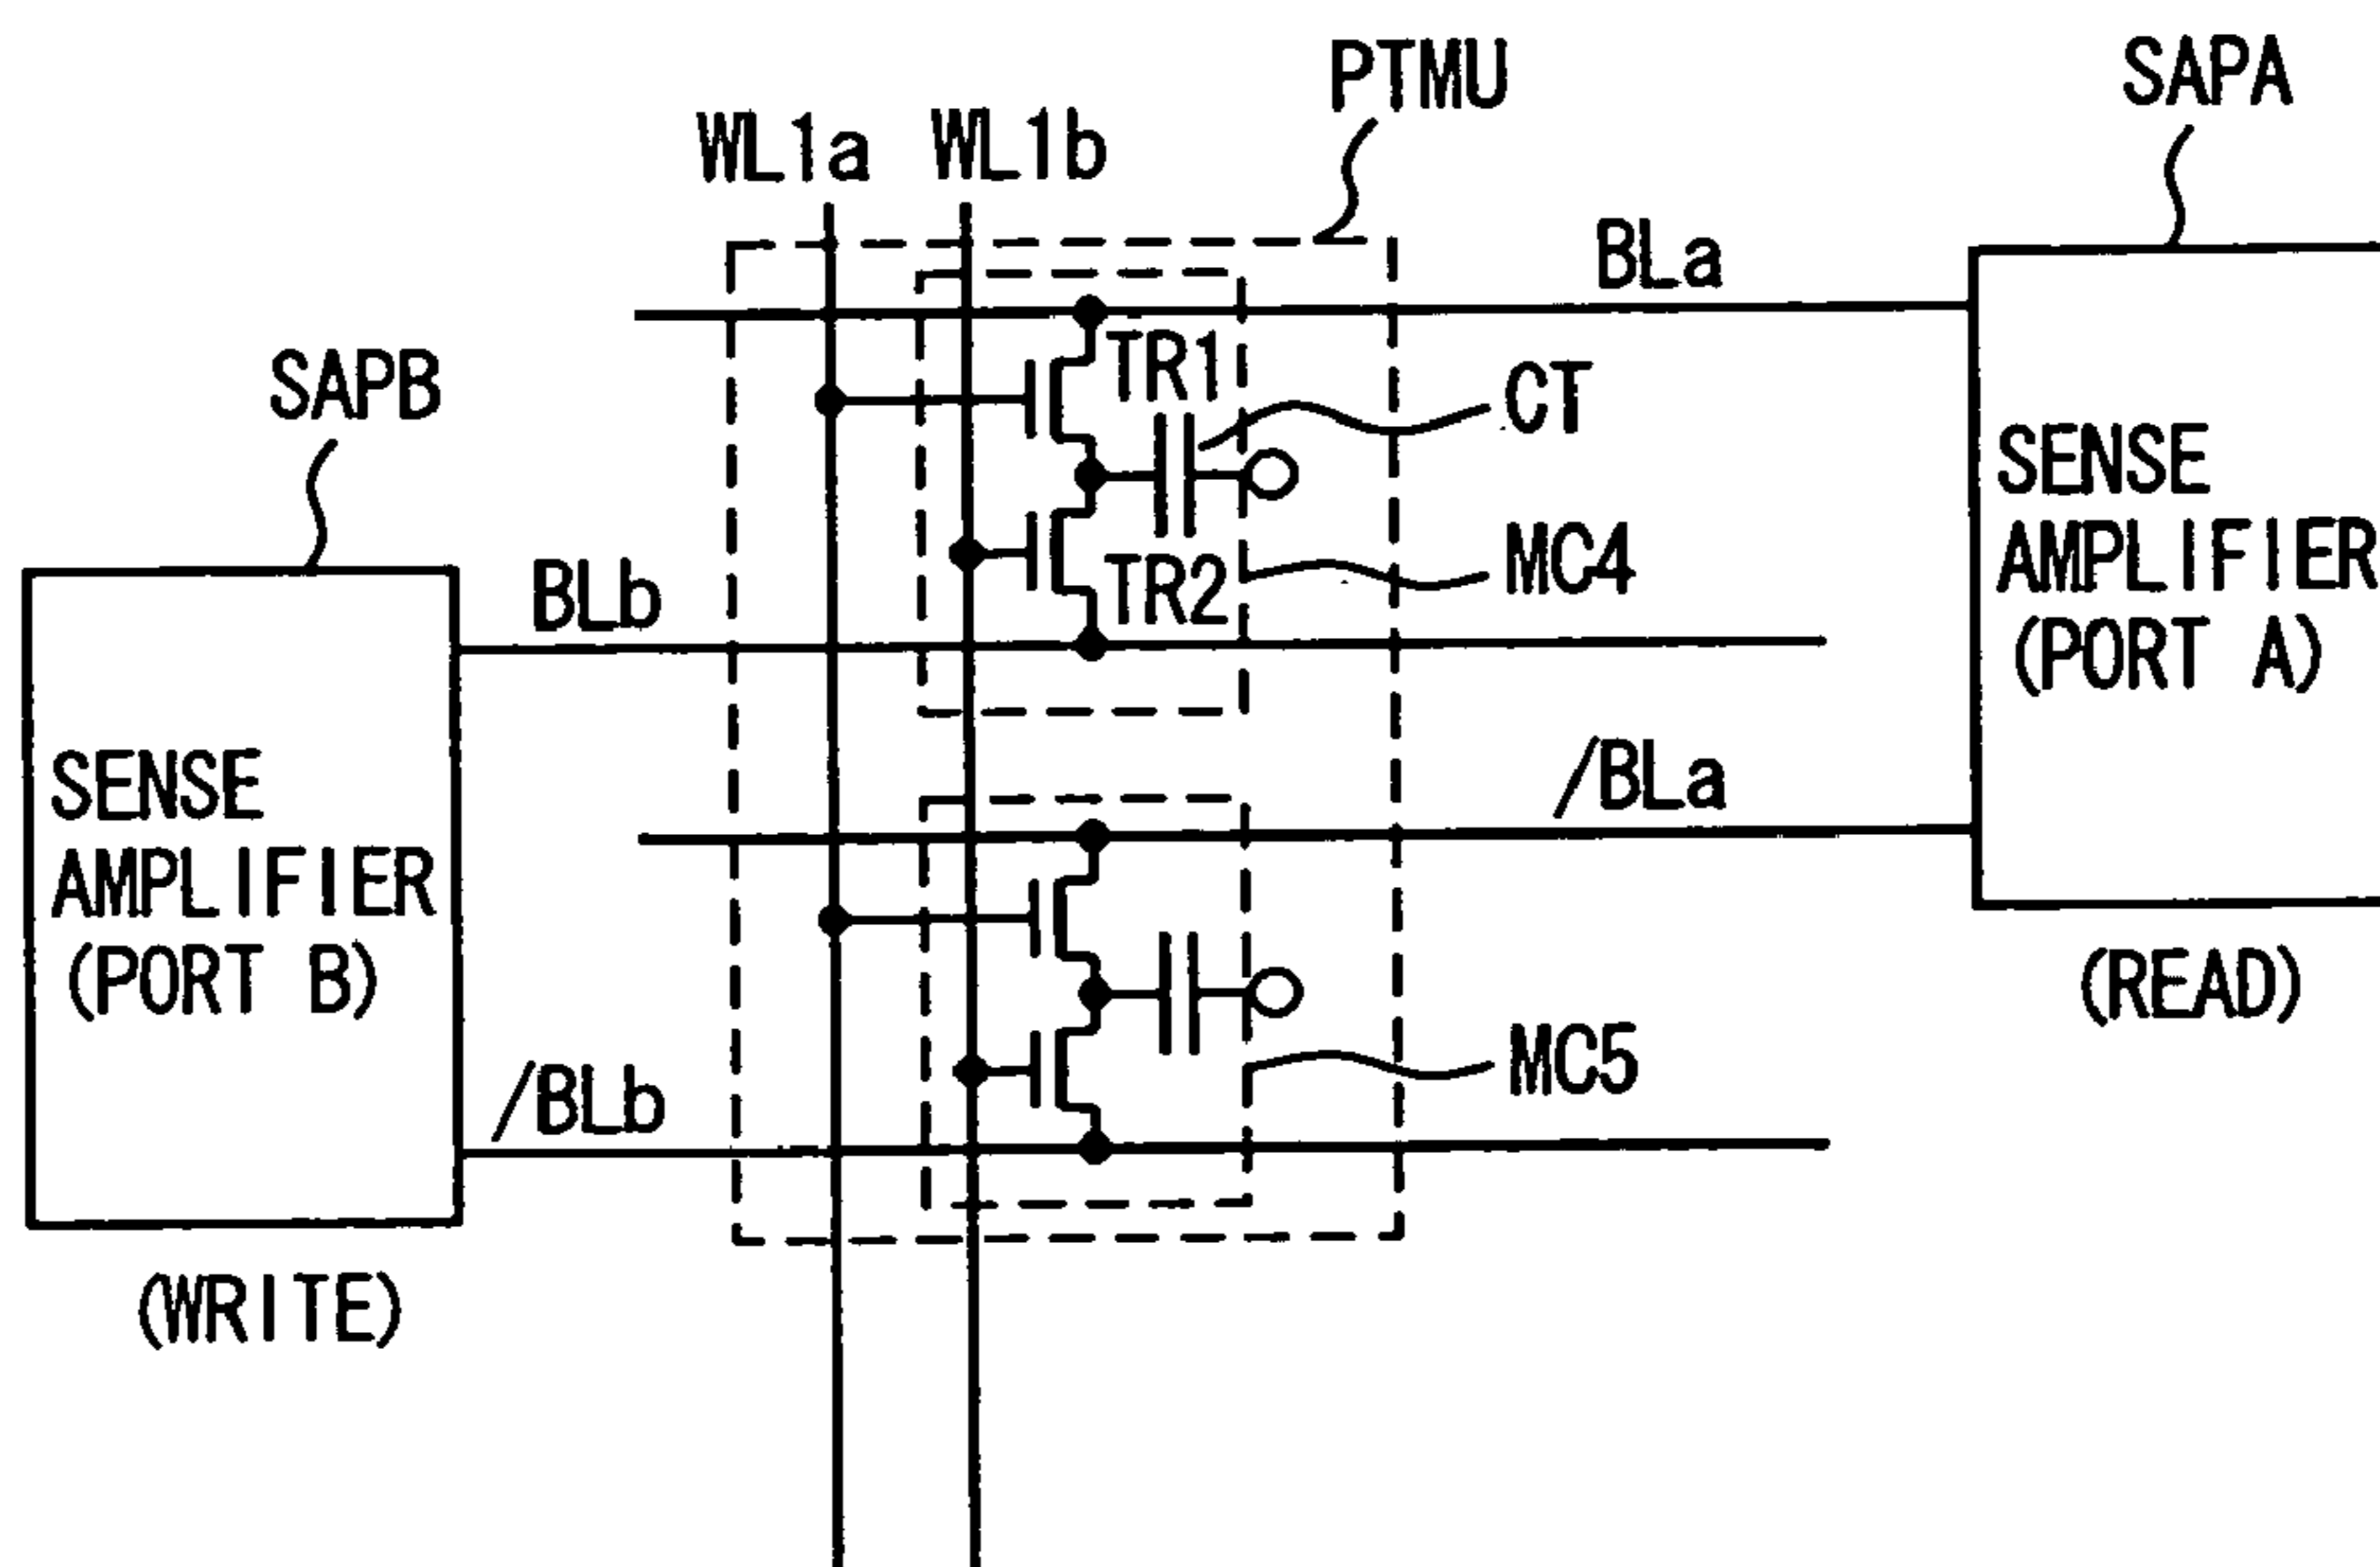 PTMU
SAPA
WL1a
WL1b
BLa
SAPB
TR1
CT
SENSE
AMPLIFIER
(PORT A)
MC4
BLb
TR2
/BLa
SENSE
AMPLIFIER
(PORT B)
(READ)
MC5
/BLb
(WRITE)